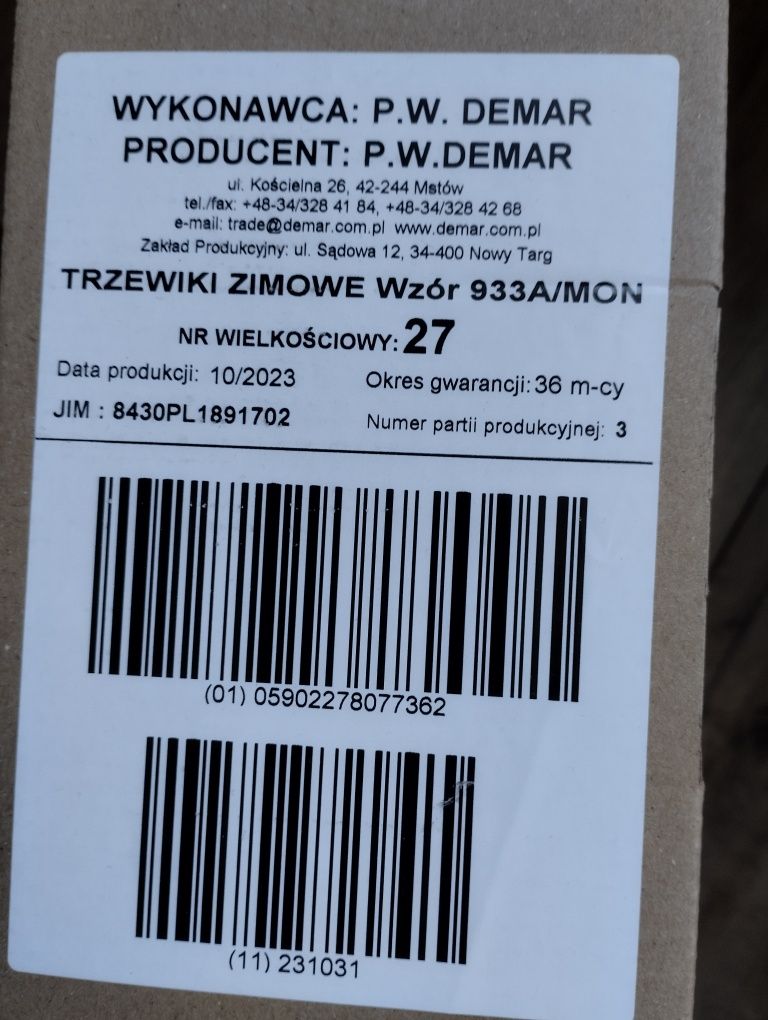 WYKONAWCA: P.W. DEMAR
PRODUCENT: P.W.DEMAR
ul. Kościelna 26, 42-244 Mstów
tel./fax: +48-34/328 41 84, +48-34/328 42 68
e-mail: trade@demar.com.pl www.demar.com.pl
Zakład Produkcyjny: ul. Sądowa 12, 34-400 Nowy Targ
TRZEWIKI ZIMOWE Wzór 933A/MON
NR WIELKOŚCIOWY: 27
Data produkcji: 10/2023 Okres gwarancji: 36 m-cy
JIM : 8430PL1891702 Numer partii produkcyjnej: 3
(01) 05902278077362
(11) 231031